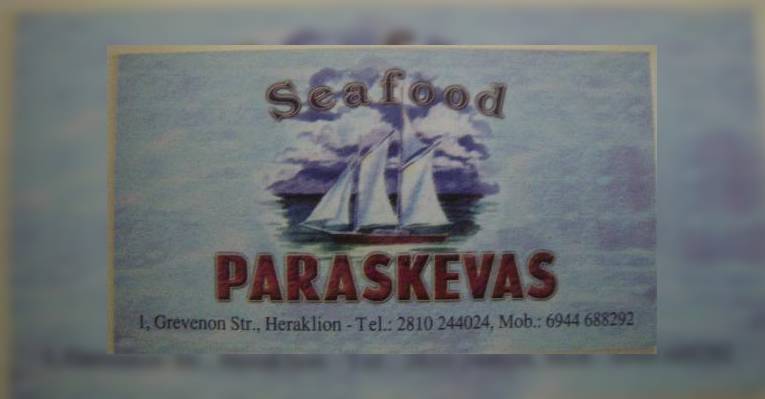 Seafood
PARASKEVAS
1, Grevenon Str., Heraklion - Tel.: 2810 244024, Mob.: 6944 688292